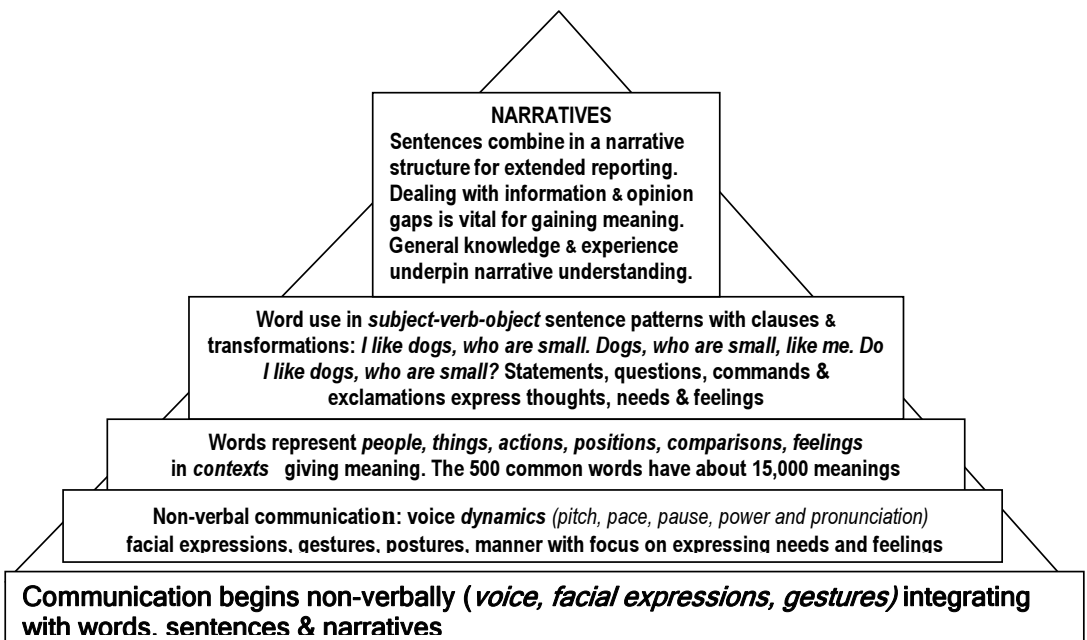 NARRATIVES
Sentences combine in a narrative
structure for extended reporting.
Dealing with information & opinion
gaps is vital for gaining meaning.
General knowledge & experience
underpin narrative understanding.
Word use in subject-verb-object sentence patterns with clauses &
transformations: I like dogs, who are small. Dogs, who are small, like me. Do
I like dogs, who are small? Statements, questions, commands &
exclamations express thoughts, needs & feelings
Words represent people, things, actions, positions, comparisons, feelings
in contexts giving meaning. The 500 common words have about 15,000 meanings
Non-verbal communication: voice dynamics (pitch, pace, pause, power and pronunciation)
facial expressions, gestures, postures, manner with focus on expressing needs and feelings
Communication begins non-verbally (voice, facial expressions, gestures) integrating
with words, sentences & narratives